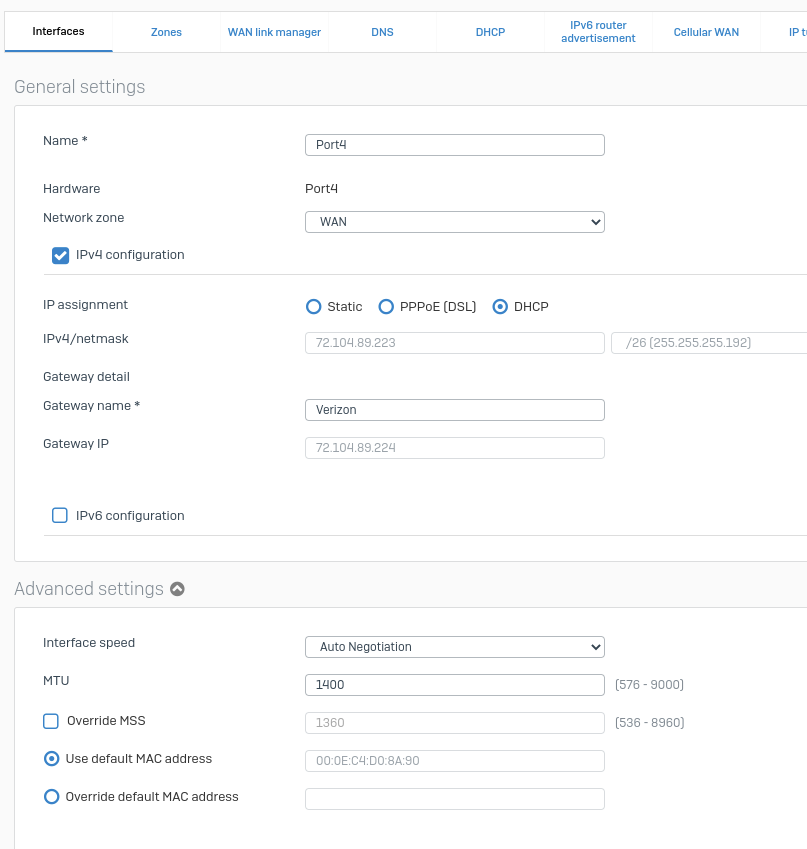 Interfaces
Zones
WAN link manager
DNS
DHCP
IPv6 router
advertisement
Cellular WAN
IP t
General settings
Name * Port4
Hardware Port4
Network zone WAN
IPv4 configuration
IP assignment Static PPPoE (DSL) DHCP
IPv4/netmask 72.104.89.223 /26 (255.255.255.192)
Gateway detail
Gateway name * Verizon
Gateway IP 72.104.89.224
IPv6 configuration
Advanced settings
Interface speed Auto Negotiation
MTU 1400 (576 - 9000)
Override MSS 1360 (536 - 8960)
Use default MAC address 00:0E:C4:D0:8A:90
Override default MAC address